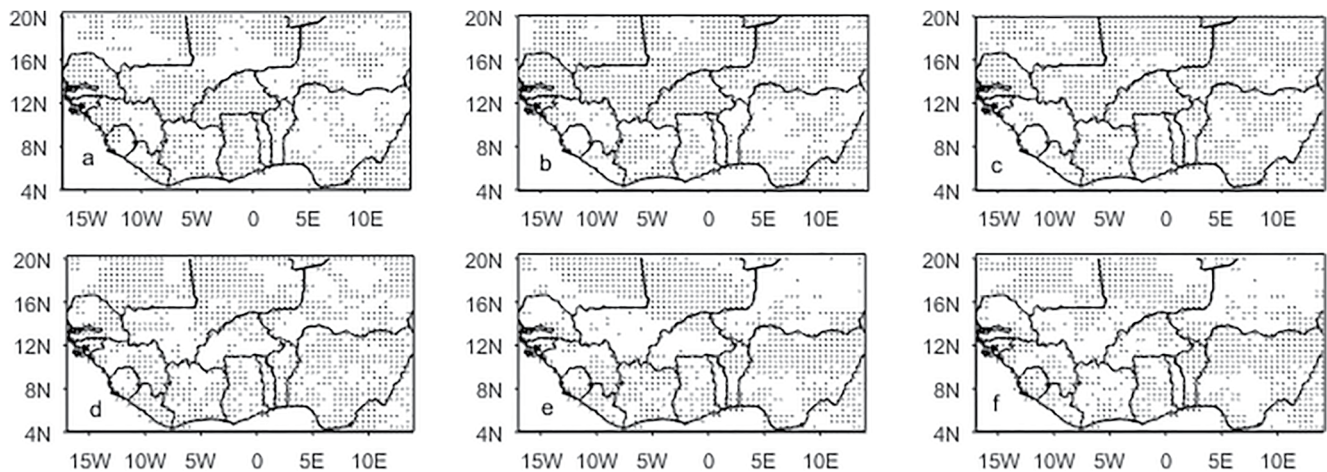 20N 20N 20N
16N 16N 16N
12N 12N 12N
8N a 8N b 8N c
4N 4N 4N
15W 10W 5W 0 5E 10E 15W 10W 5W 0 5E 10E 15W 10W 5W 0 5E 10E
20N 20N 20N
16N 16N 16N
12N 12N 12N
8N d 8N e 8N f
4N 4N 4N
15W 10W 5W 0 5E 10E 15W 10W 5W 0 5E 10E 15W 10W 5W 0 5E 10E